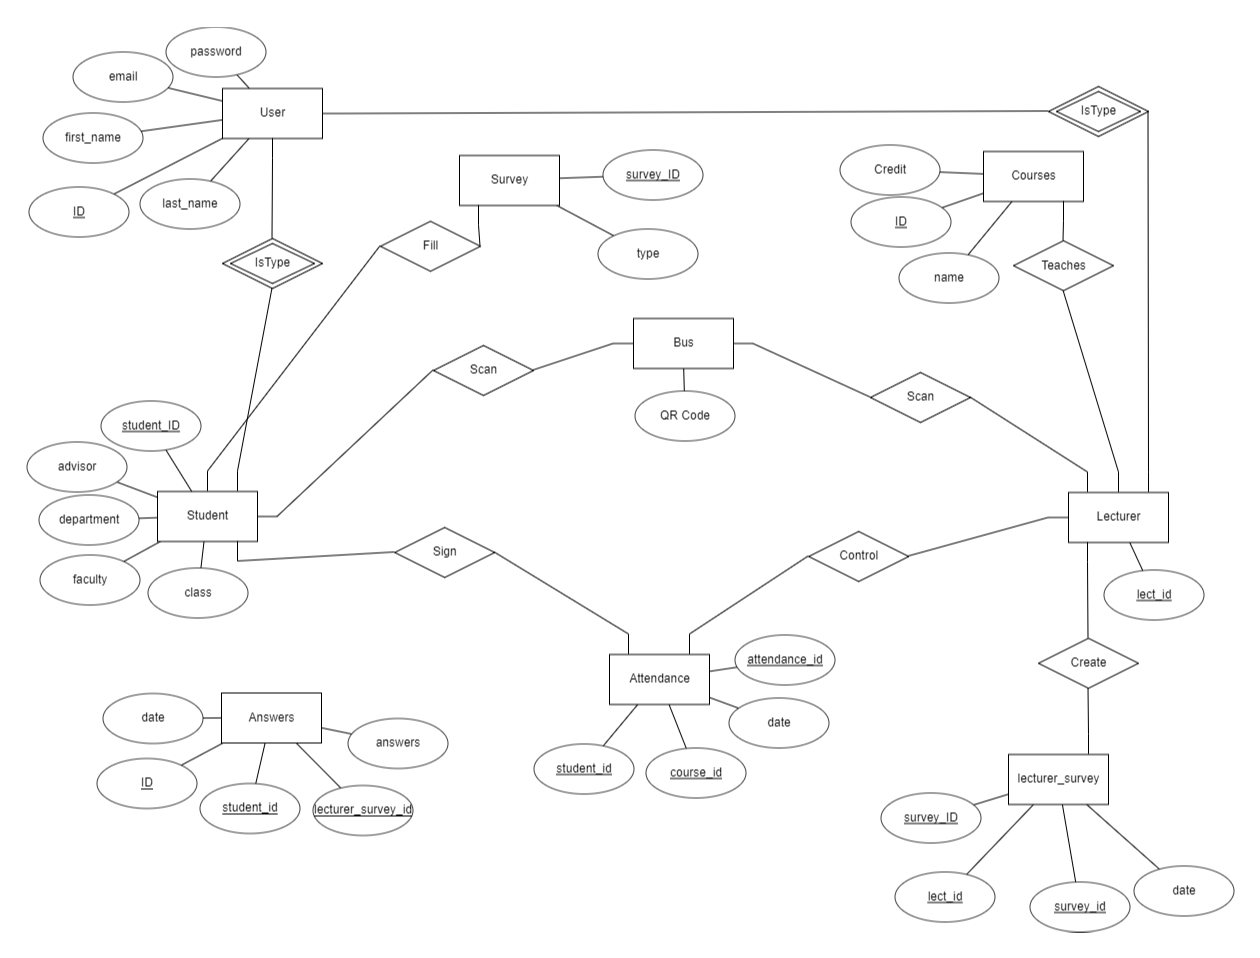 password
email
User
IsType
first_name
Survey
survey_ID
Credit
Courses
ID
last_name
ID
Fill
type
name
Teaches
IsType
Bus
Scan
Scan
QR Code
student_ID
advisor
department
Student
Lecturer
faculty
class
Sign
Control
lect_id
attendance_id
Create
Attendance
date
Answers
date
answers
student_id
course_id
lecturer_survey
ID
student_id
lecturer_survey_id
survey_ID
lect_id
survey_id
date